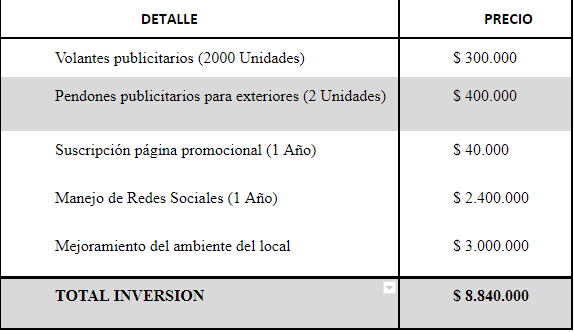 DETALLE PRECIO
Volantes publicitarios (2000 Unidades) $ 300.000
Pendones publicitarios para exteriores (2 Unidades) $ 400.000
Suscripción página promocional (1 Año) $ 40.000
Manejo de Redes Sociales (1 Año) $ 2.400.000
Mejoramiento del ambiente del local $ 3.000.000
TOTAL INVERSION $ 8.840.000